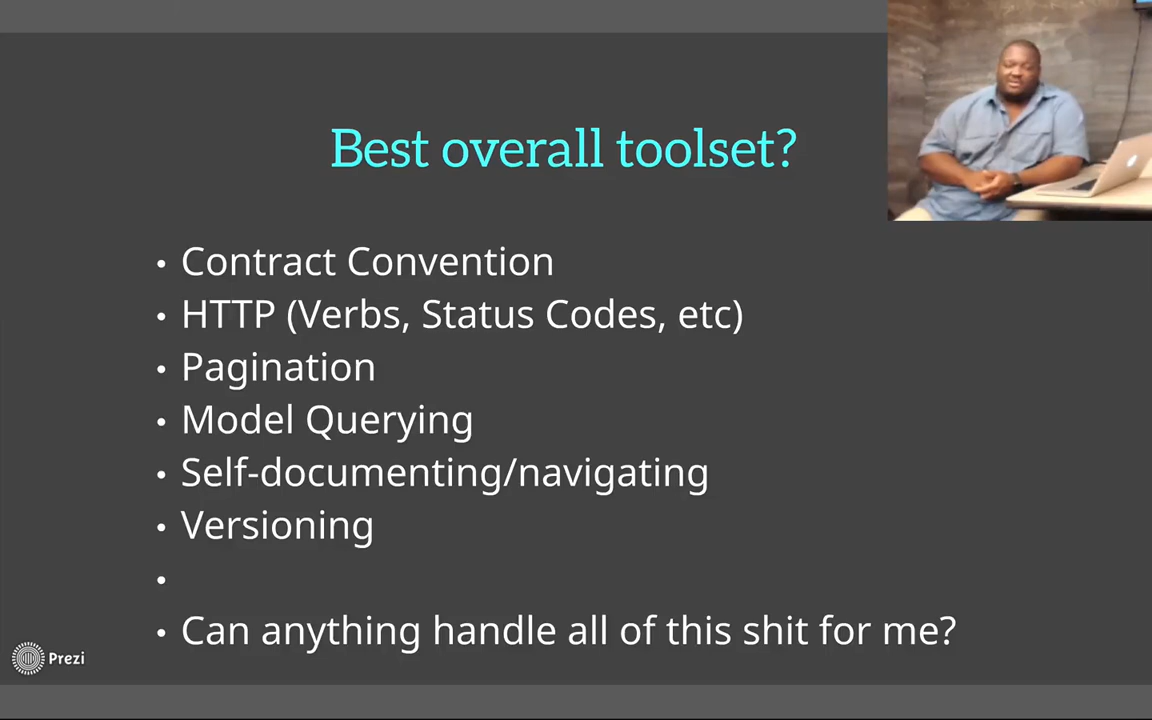 Best overall toolset?
• Contract Convention
• HTTP (Verbs, Status Codes, etc)
• Pagination
• Model Querying
• Self-documenting/navigating
• Versioning
•
• Can anything handle all of this shit for me?
Prezi